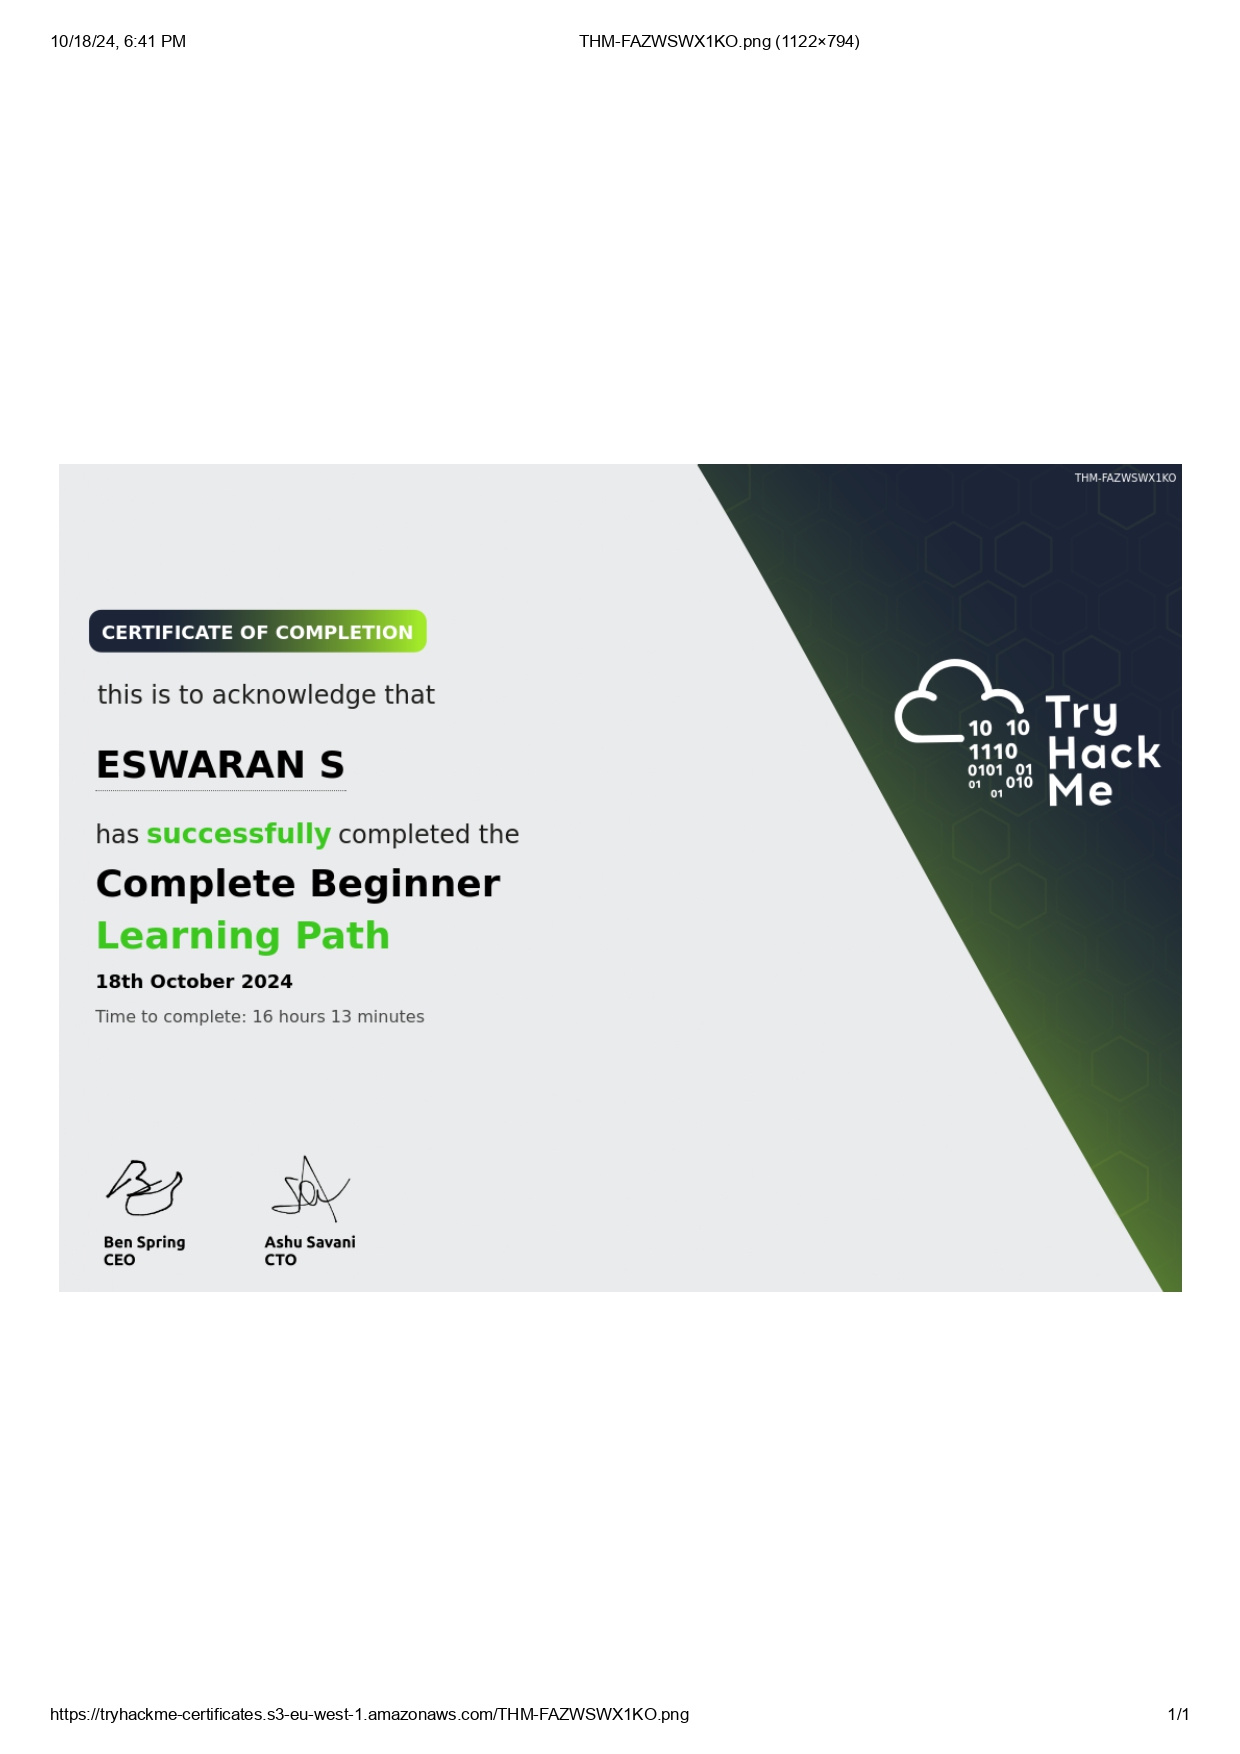 10/18/24, 6:41 PM
THM-FAZWSWX1KO.png (1122×794)
THM-FAZWSWX1KO
CERTIFICATE OF COMPLETION
this is to acknowledge that
ESWARAN S
has successfully completed the
Complete Beginner
Learning Path
18th October 2024
Time to complete: 16 hours 13 minutes
10 10
1110
0101 01
01 010
01
Try
Hack
Me
Ben Spring
CEO
Ashu Savani
CTO
https://tryhackme-certificates.s3-eu-west-1.amazonaws.com/THM-FAZWSWX1KO.png
1/1